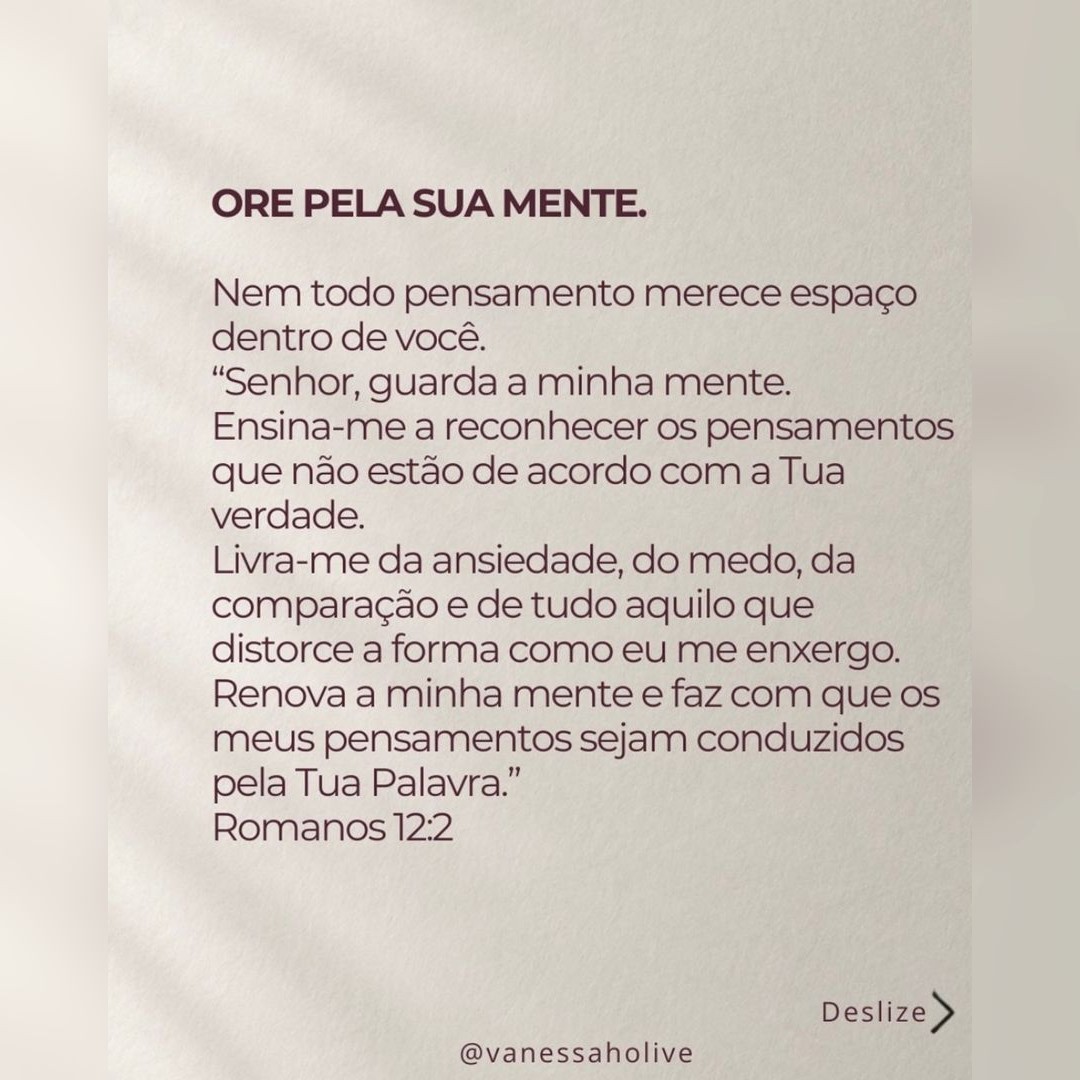 ORE PELA SUA MENTE.
Nem todo pensamento merece espaço
dentro de você.
“Senhor, guarda a minha mente.
Ensina-me a reconhecer os pensamentos
que não estão de acordo com a Tua
verdade.
Livra-me da ansiedade, do medo, da
comparação e de tudo aquilo que
distorce a forma como eu me enxergo.
Renova a minha mente e faz com que os
meus pensamentos sejam conduzidos
pela Tua Palavra.”
Romanos 12:2
Deslize
@vanessaholive